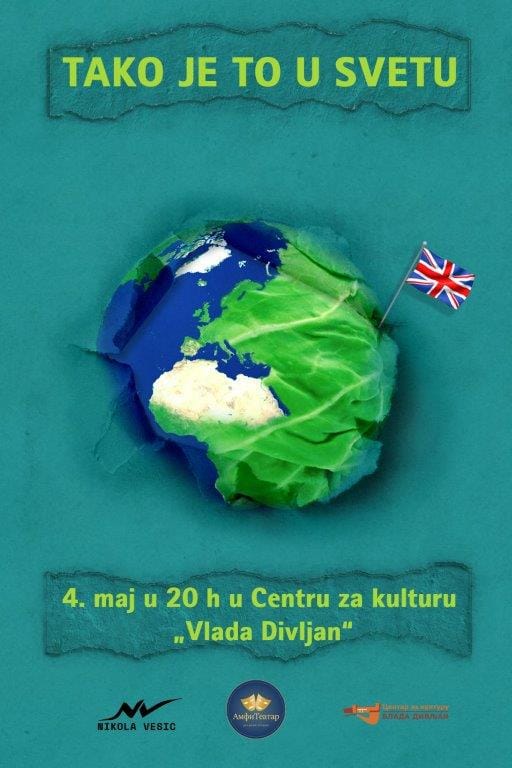 TAKO JE TO U SVETU
4. maj u 20 h u Centru za kulturu
„Vlada Divljan“
NIKOLA VESIC
АмфиТеатар
Центар за културу
ВЛАДА ДИВЉАН